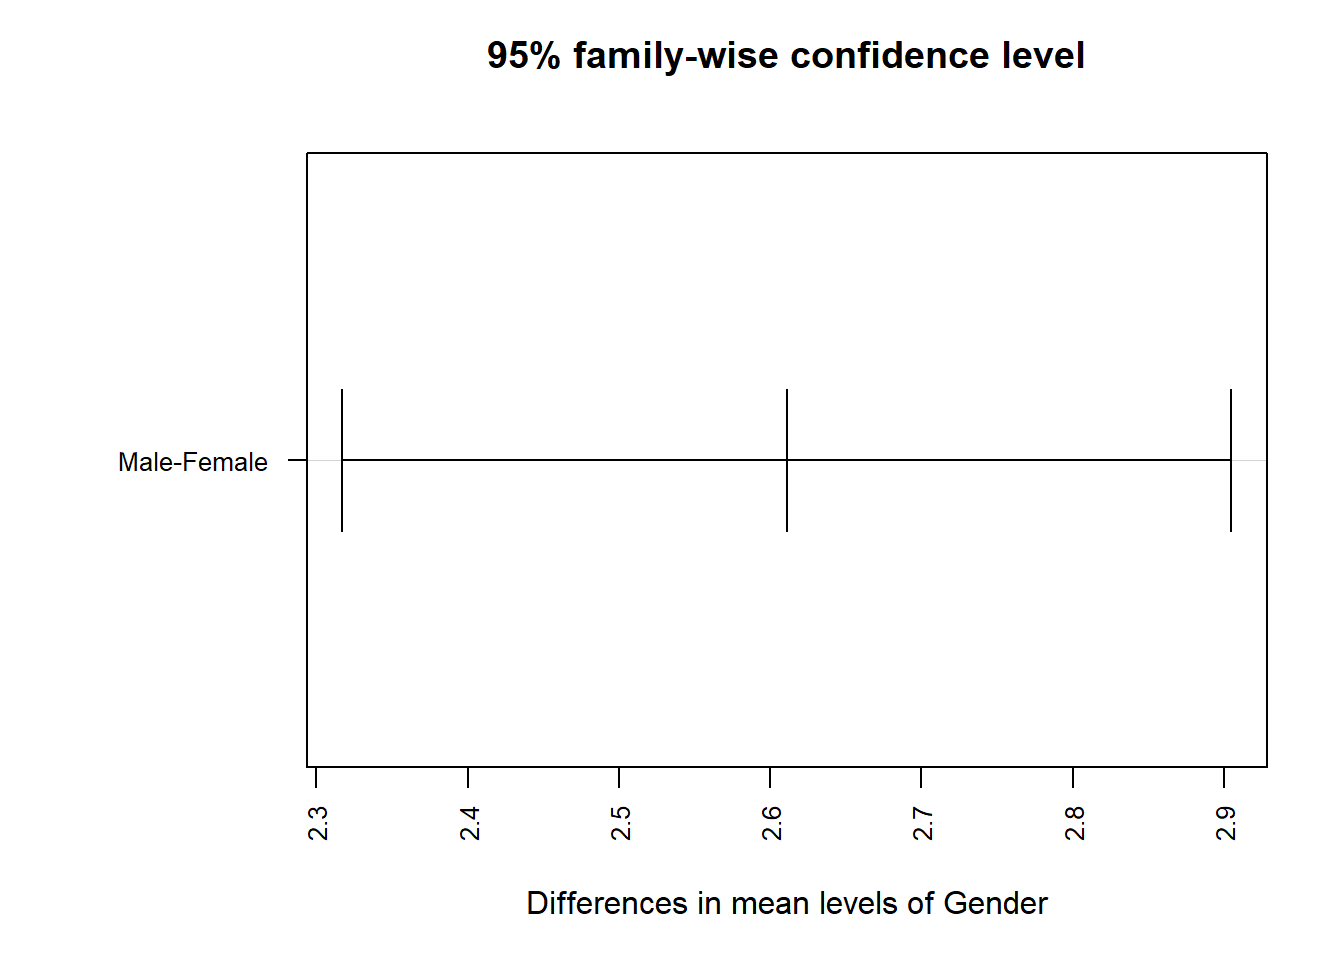 95% family-wise confidence level
Male-Female
2.3 2.4 2.5 2.6 2.7 2.8 2.9
Differences in mean levels of Gender